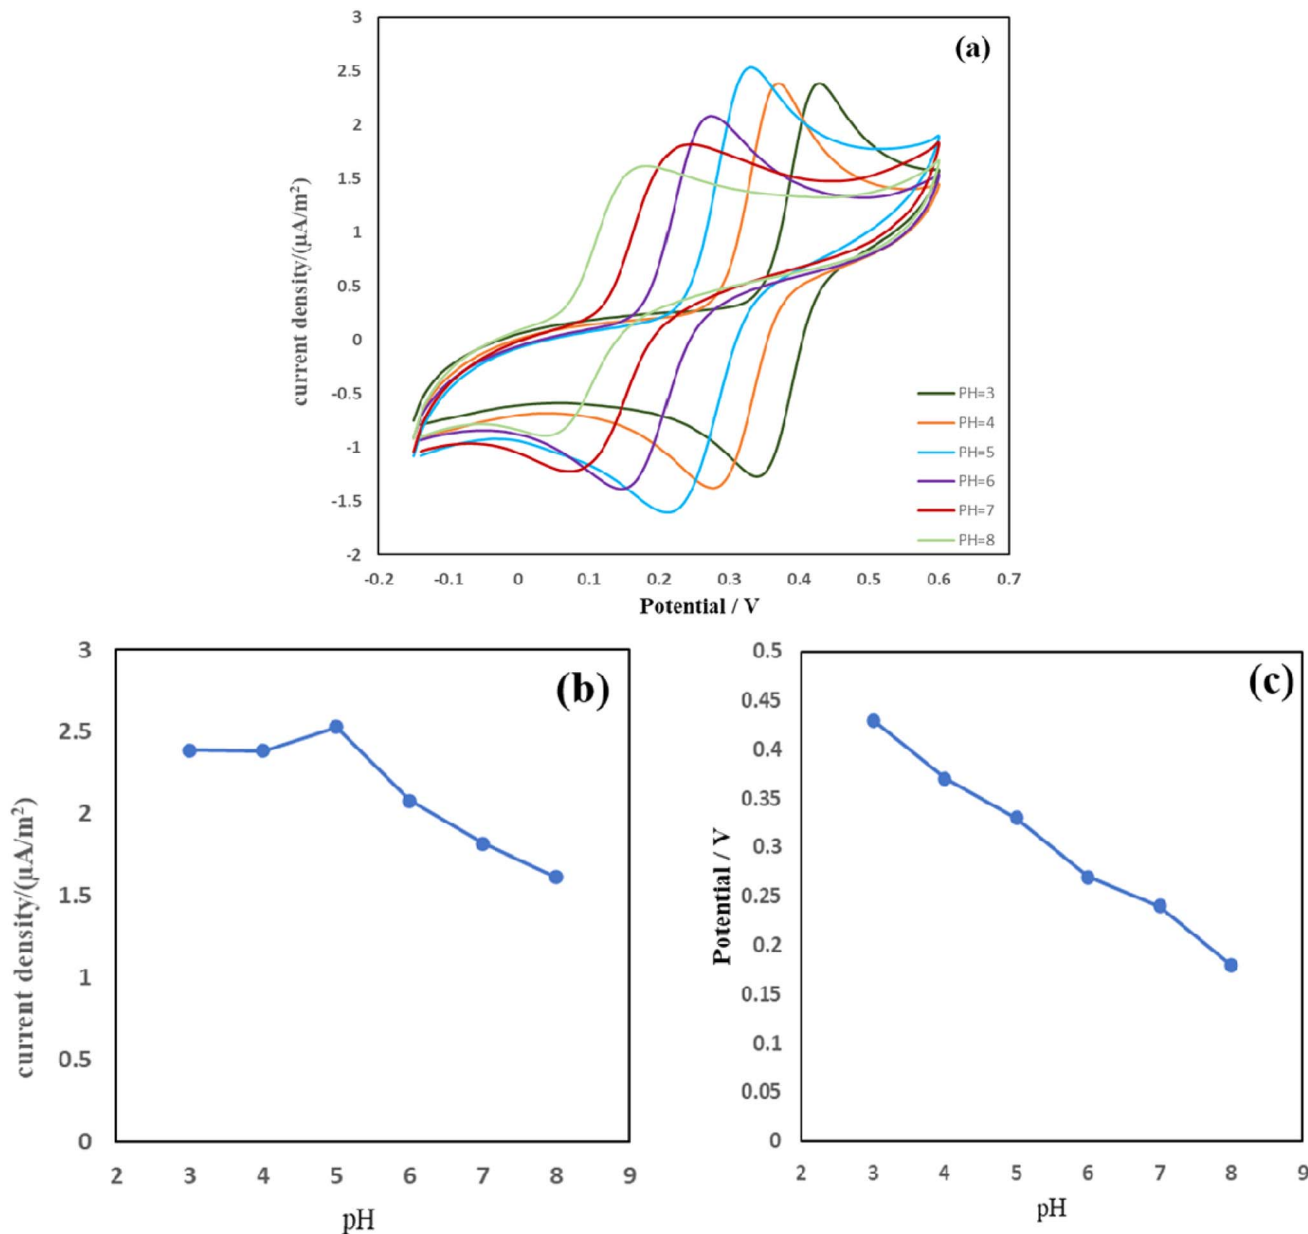 (a)
3
2.5
2
1.5
1
0.5
0
-0.5
-1
-1.5
-2
current density/(μA/m²)
-0.2 -0.1 0 0.1 0.2 0.3 0.4 0.5 0.6 0.7
Potential / V
PH=3
PH=4
PH=5
PH=6
PH=7
PH=8
(b)
3
2.5
2
1.5
1
0.5
0
current density/(μA/m²)
2 3 4 5 6 7 8 9
pH
(c)
0.5
0.45
0.4
0.35
0.3
0.25
0.2
0.15
0.1
0.05
0
Potential / V
2 3 4 5 6 7 8 9
pH